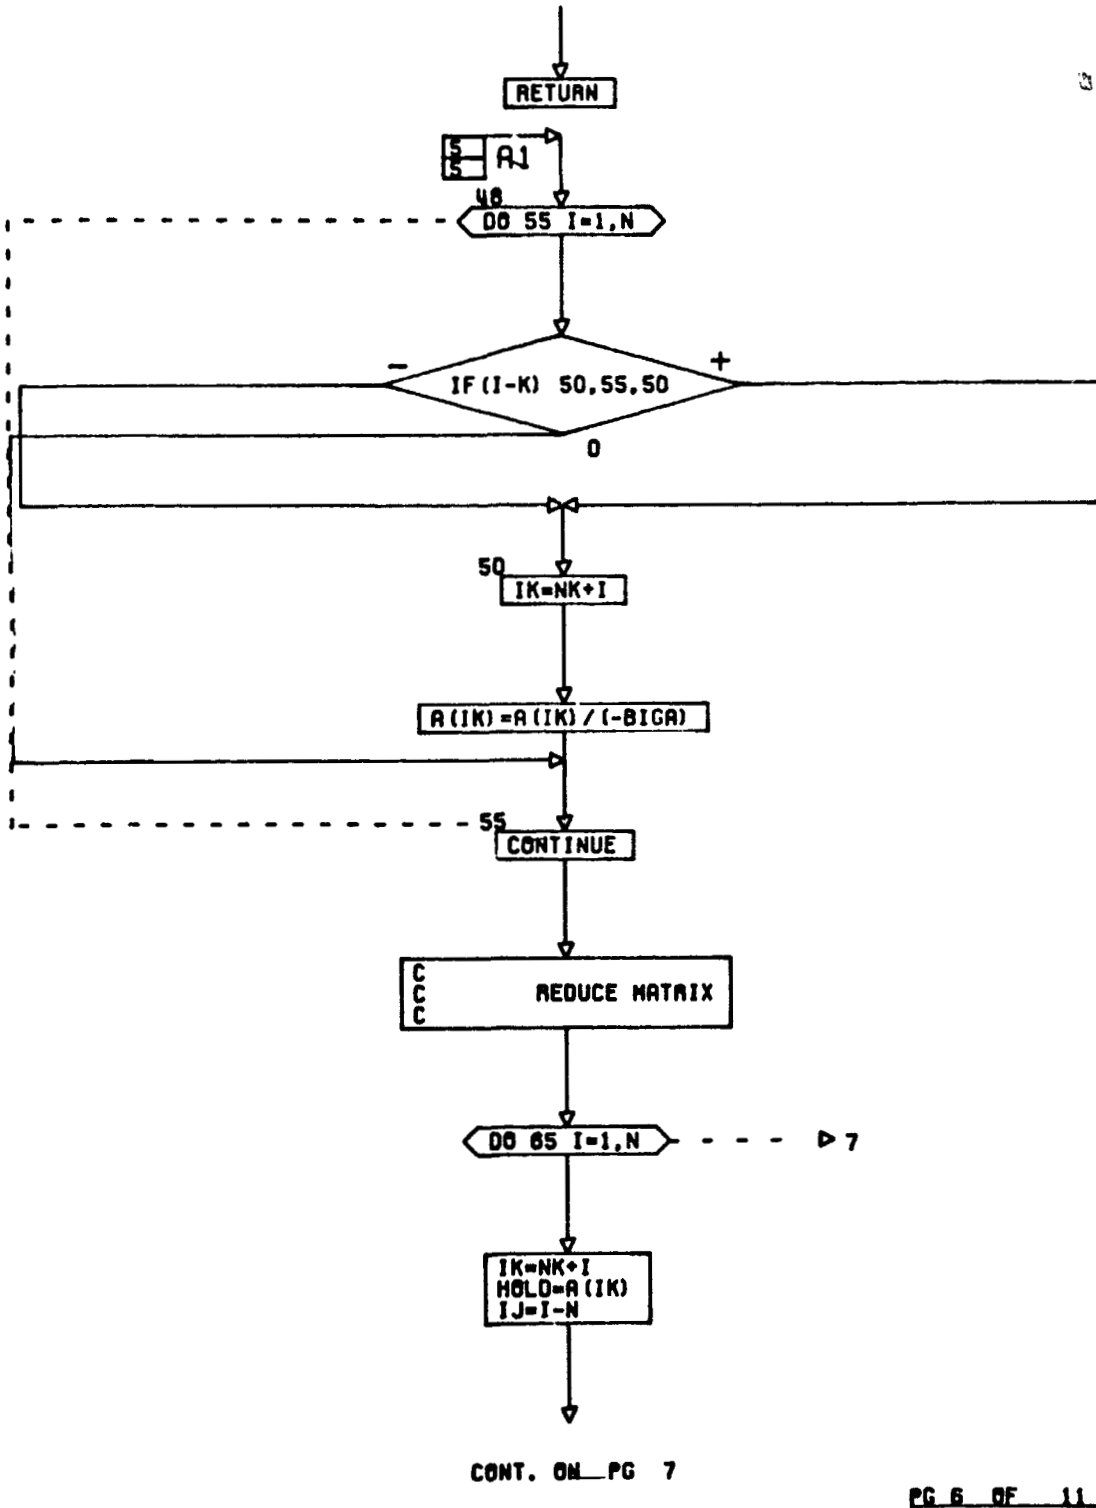 RETURN
5
5
A1
48
DO 55 I=1,N
-
+
IF(I-K) 50,55,50
0
50
IK=NK+I
A(IK)=A(IK)/(-BIGA)
55
CONTINUE
C
C REDUCE MATRIX
C
DO 65 I=1,N
7
IK=NK+I
HOLD=A(IK)
IJ=I-N
CONT. ON PG 7
PG 6 OF 11